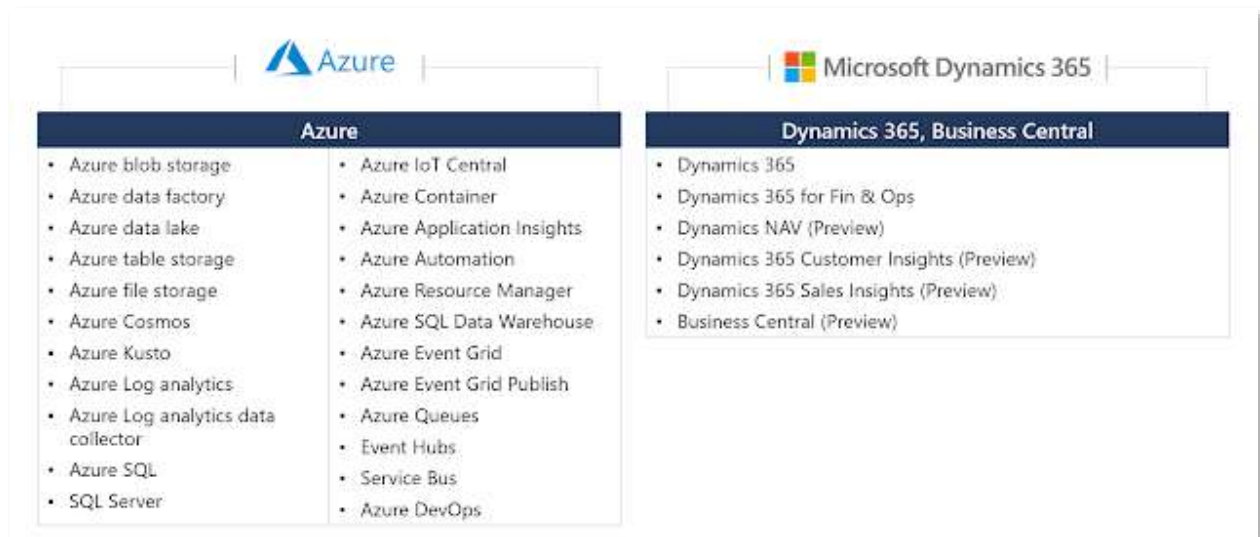 Azure
Microsoft Dynamics 365
Azure
• Azure blob storage
• Azure data factory
• Azure data lake
• Azure table storage
• Azure file storage
• Azure Cosmos
• Azure Kusto
• Azure Log analytics
• Azure Log analytics data
collector
• Azure SQL
• SQL Server
• Azure IoT Central
• Azure Container
• Azure Application Insights
• Azure Automation
• Azure Resource Manager
• Azure SQL Data Warehouse
• Azure Event Grid
• Azure Event Grid Publish
• Azure Queues
• Event Hubs
• Service Bus
• Azure DevOps
Dynamics 365, Business Central
• Dynamics 365
• Dynamics 365 for Fin & Ops
• Dynamics NAV (Preview)
• Dynamics 365 Customer Insights (Preview)
• Dynamics 365 Sales Insights (Preview)
• Business Central (Preview)